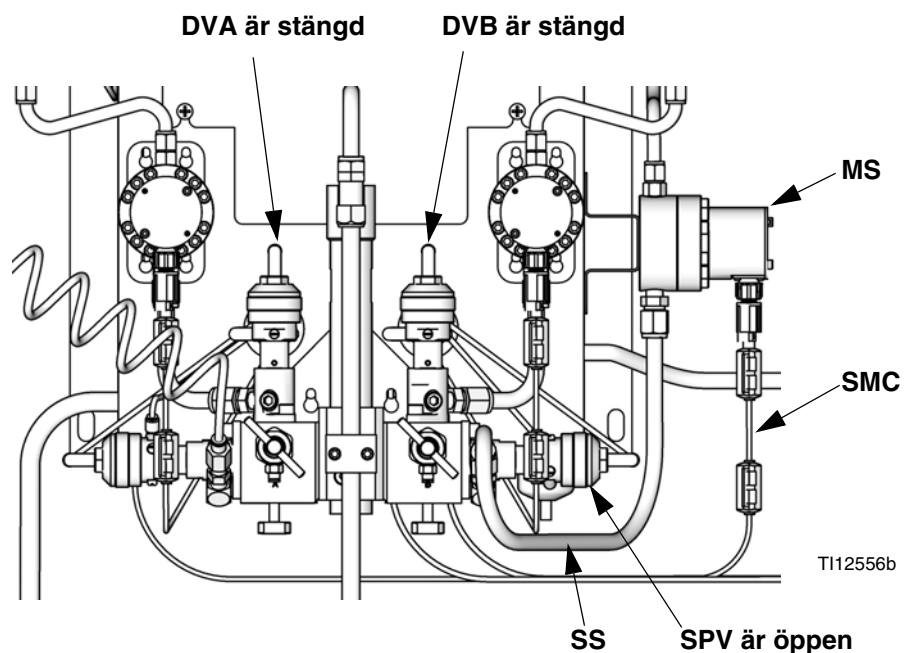 DVA är stängd
DVB är stängd
MS
SMC
TI12556b
SS
SPV är öppen